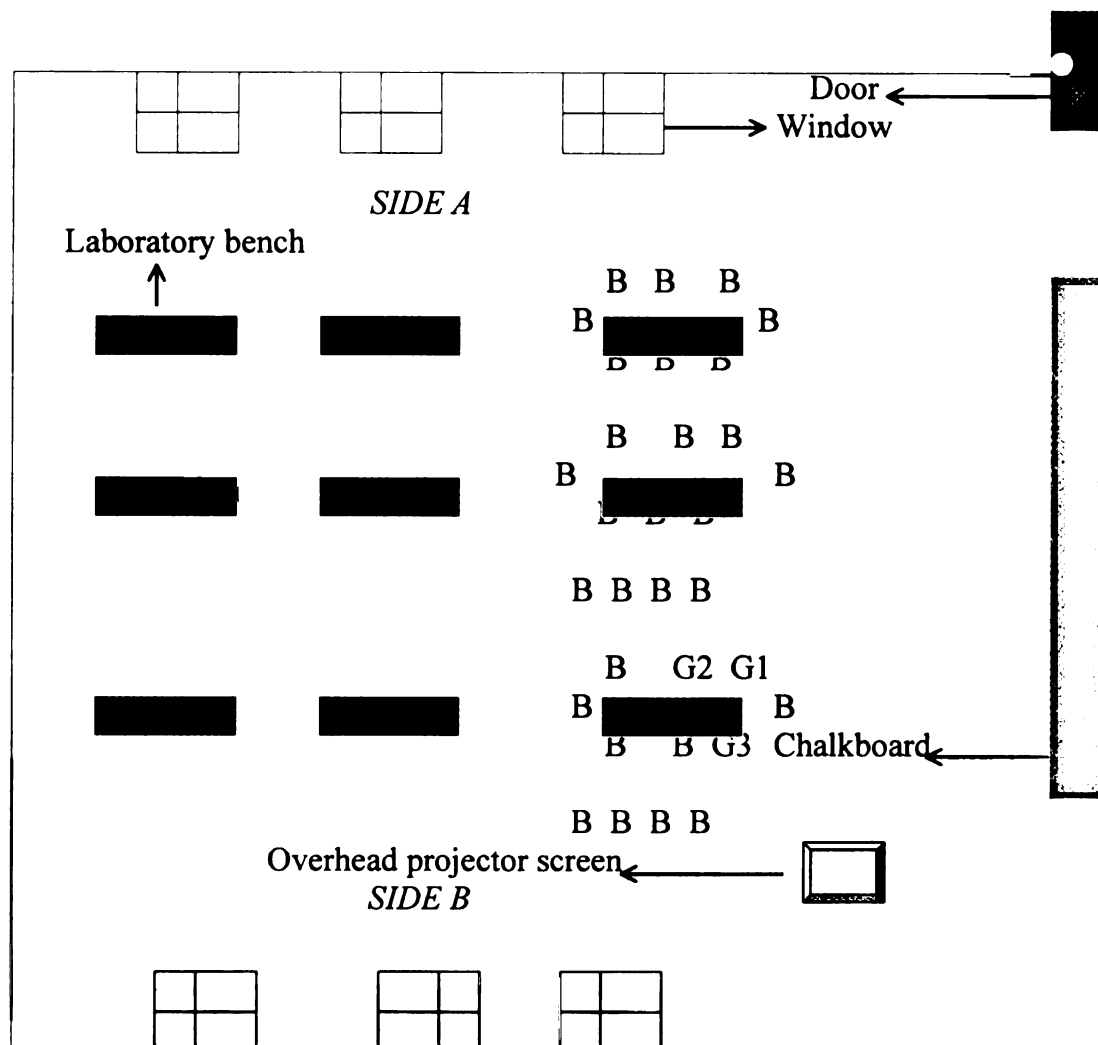 Door
Window
SIDE A
Laboratory bench
B B B
B B
B B B
B B B
B B
B B B
B B B B
B G2 G1
B B
B B G3 Chalkboard
B B B B
Overhead projector screen
SIDE B